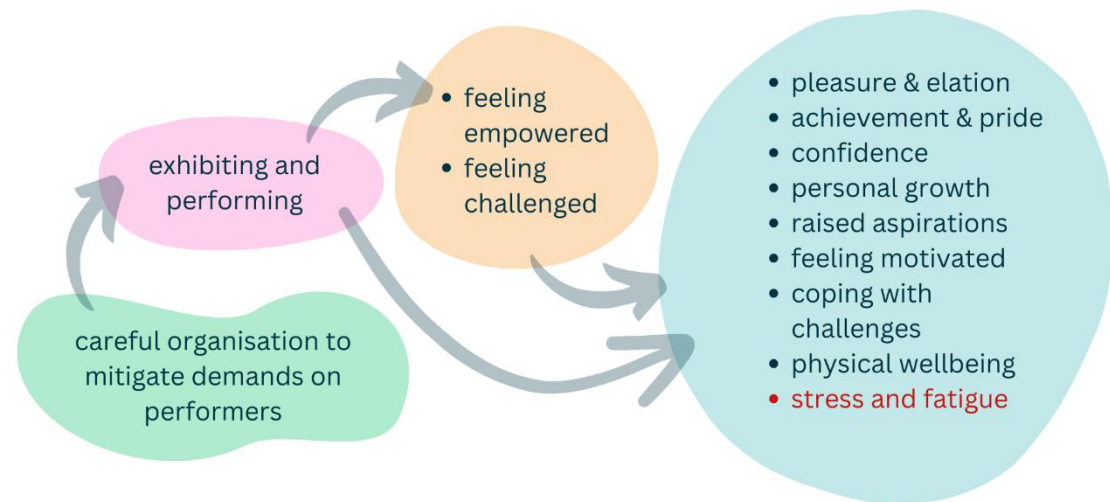 careful organisation to
mitigate demands on
performers
exhibiting and
performing
• feeling
empowered
• feeling
challenged
• pleasure & elation
• achievement & pride
• confidence
• personal growth
• raised aspirations
• feeling motivated
• coping with
challenges
• physical wellbeing
• stress and fatigue